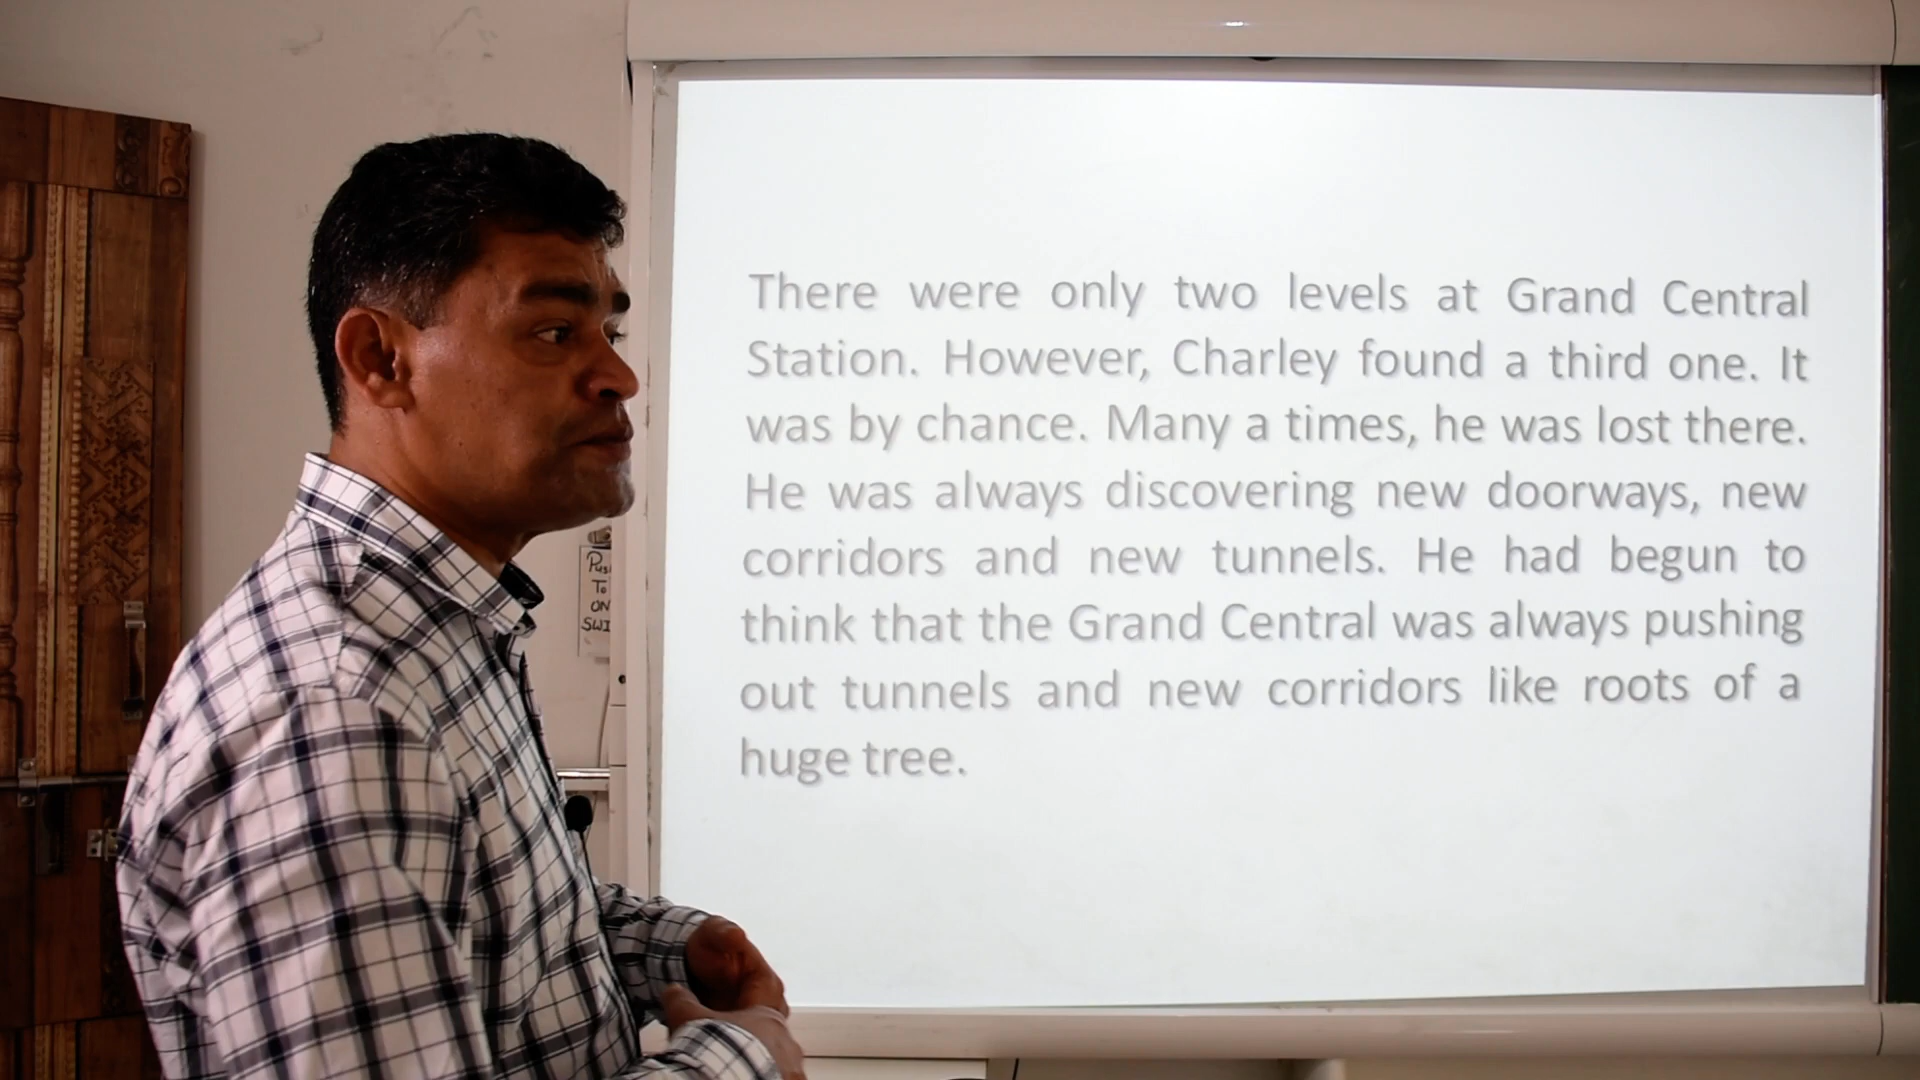 There were only two levels at Grand Central
Station. However, Charley found a third one. It
was by chance. Many a times, he was lost there.
He was always discovering new doorways, new
corridors and new tunnels. He had begun to
think that the Grand Central was always pushing
out tunnels and new corridors like roots of a
huge tree.
To
ON